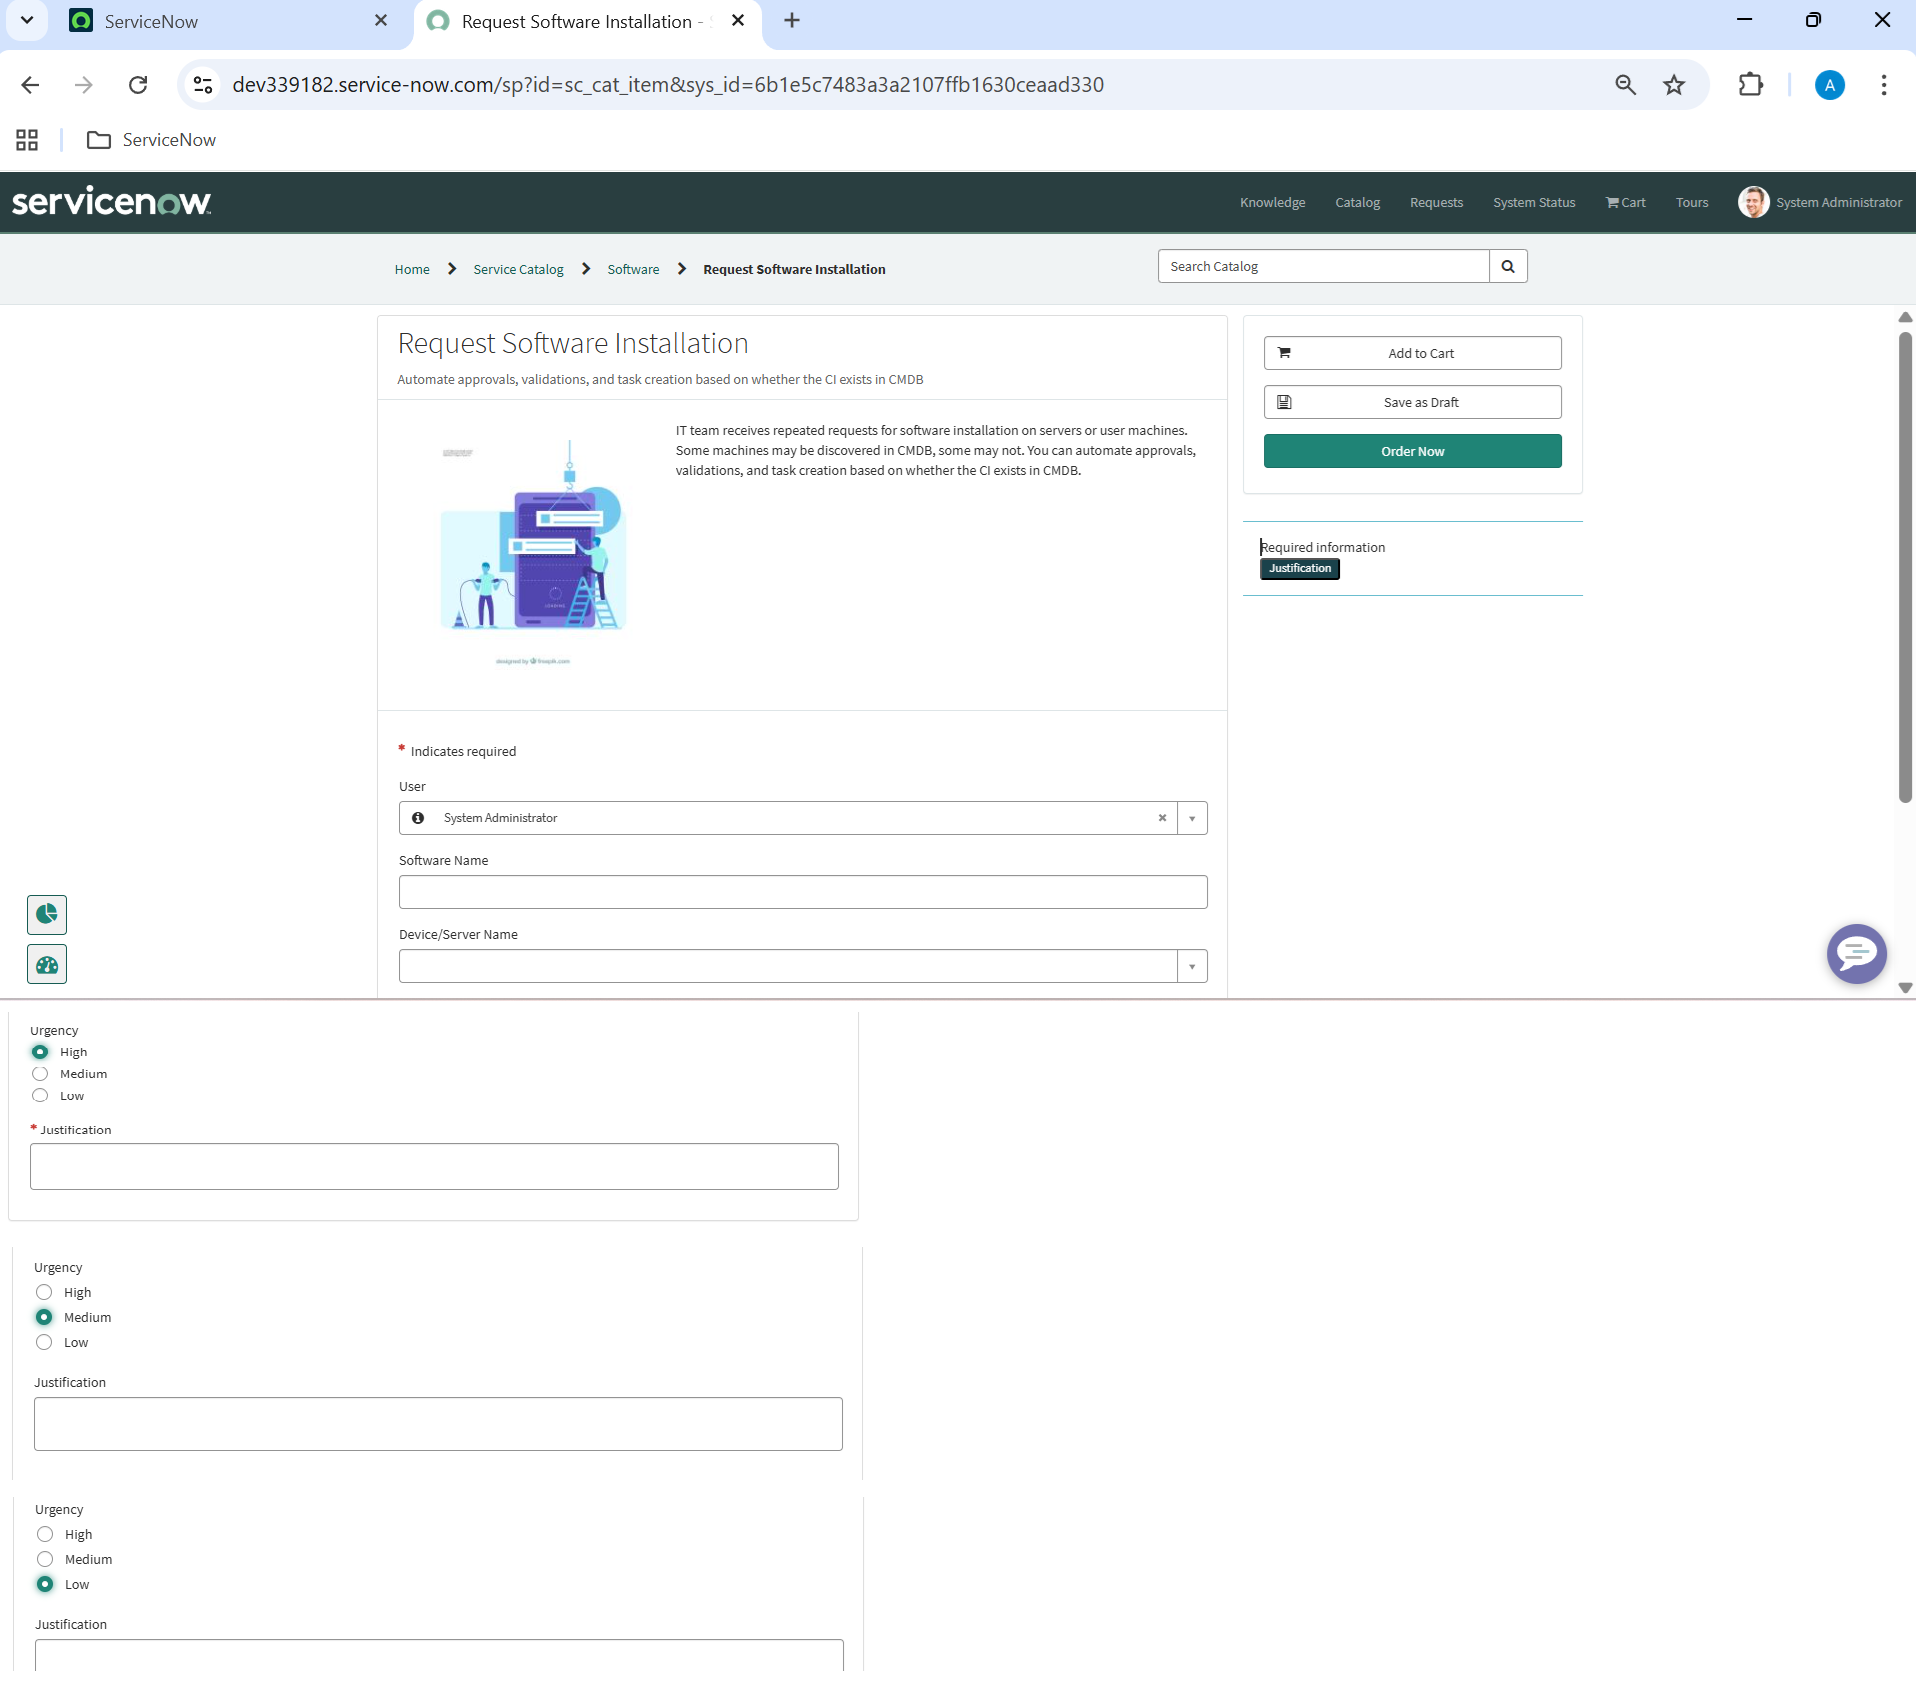 ServiceNow
Request Software Installation -
dev339182.service-now.com/sp?id=sc_cat_item&sys_id=6b1e5c7483a3a2107ffb1630ceaad330
A
ServiceNow
servicenow
Knowledge
Catalog
Requests
System Status
Cart
Tours
System Administrator
Home
Service Catalog
Software
Request Software Installation
Search Catalog
Request Software Installation
Automate approvals, validations, and task creation based on whether the CI exists in CMDB
IT team receives repeated requests for software installation on servers or user machines.
Some machines may be discovered in CMDB, some may not. You can automate approvals,
validations, and task creation based on whether the CI exists in CMDB.
designed by freepik.com
Add to Cart
Save as Draft
Order Now
Required information
Justification
* Indicates required
User
System Administrator
Software Name
Device/Server Name
Urgency
High
Medium
Low
* Justification
Urgency
High
Medium
Low
Justification
Urgency
High
Medium
Low
Justification